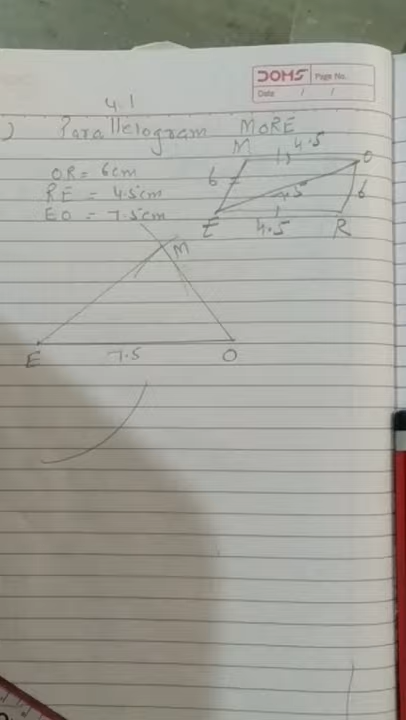 DOMS Page No.
Date / /
4.1
) Parallelogram MORE
OR = 6cm
RE = 4.5cm
EO = 7.5cm
M 4.5 O
6 7.5 6
E 4.5 R
M
E 7.5 O